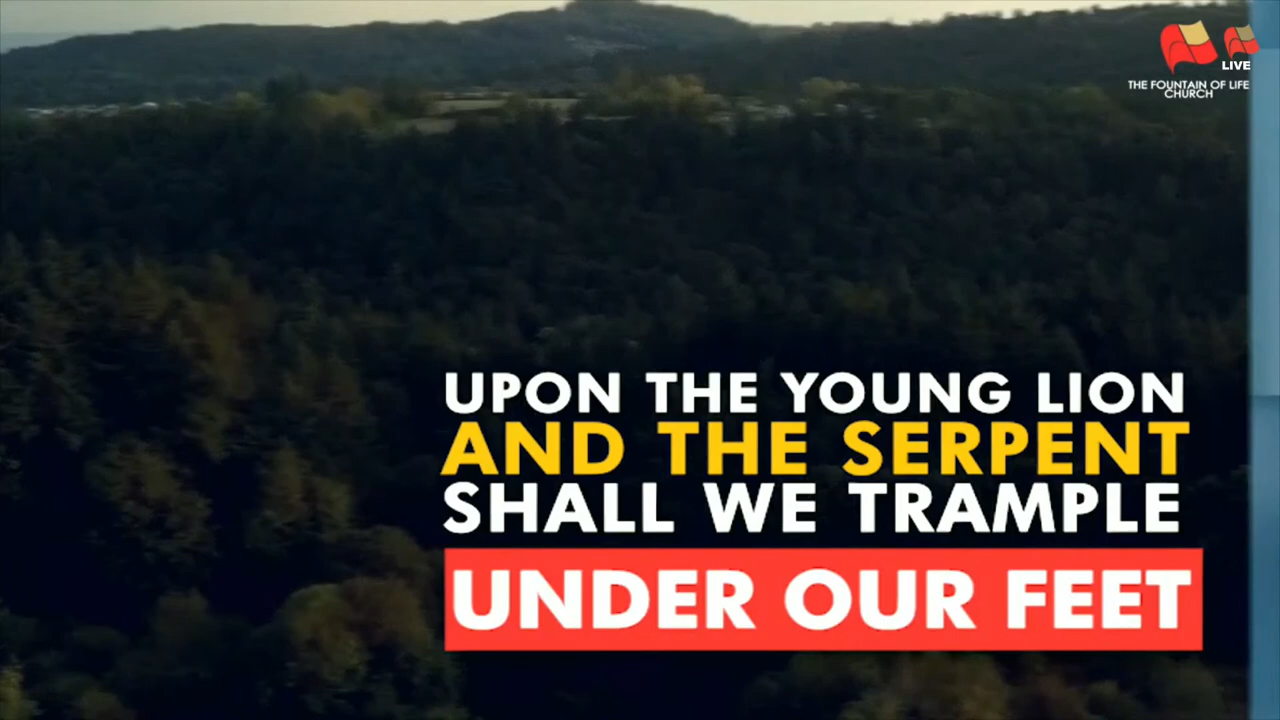 LIVE
THE FOUNTAIN OF LIFE
CHURCH
UPON THE YOUNG LION
AND THE SERPENT
SHALL WE TRAMPLE
UNDER OUR FEET